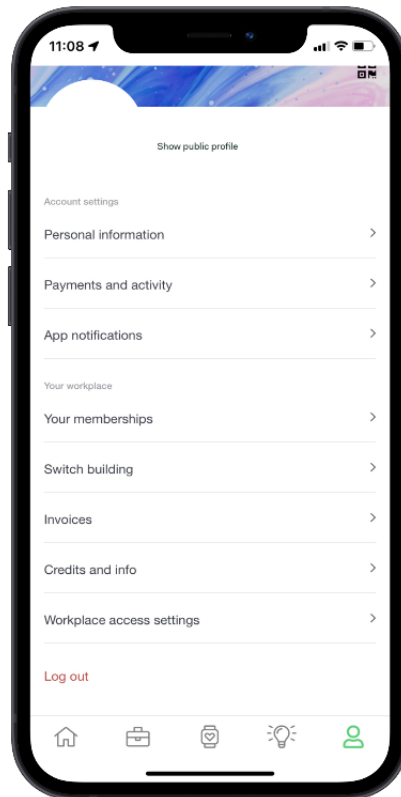 11:08
Show public profile
Account settings
Personal information
Payments and activity
App notifications
Your workplace
Your memberships
Switch building
Invoices
Credits and info
Workplace access settings
Log out